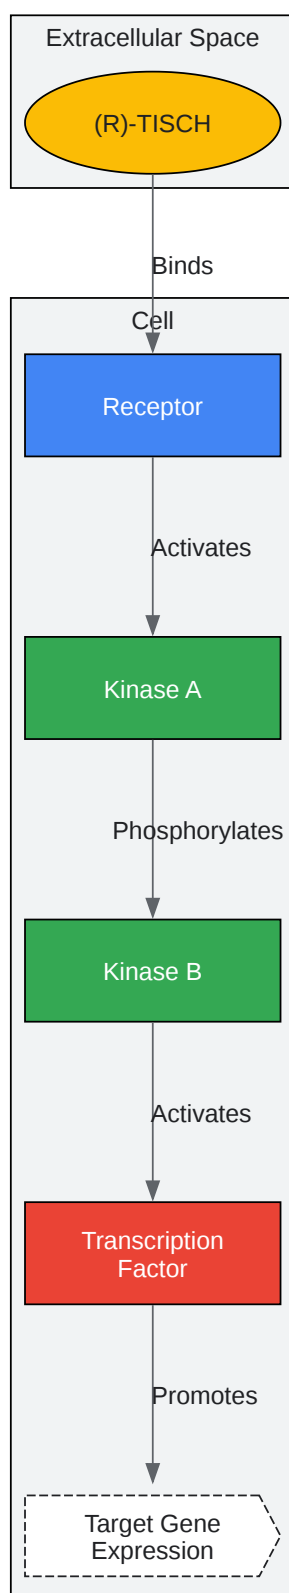 Extracellular Space
(R)-TISCH
Binds
Cell
Receptor
Activates
Kinase A
Phosphorylates
Kinase B
Activates
Transcription
Factor
Promotes
Target Gene
Expression